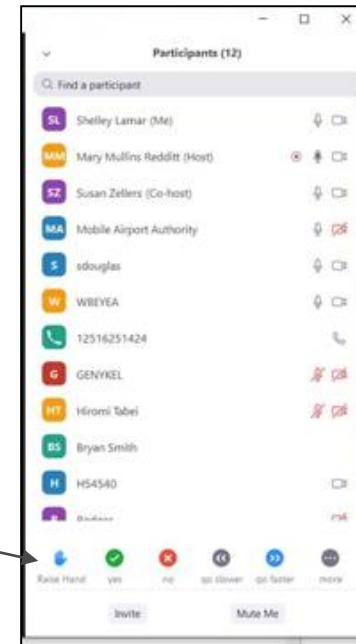 Participants (12)
Find a participant
SL Shelley Lamar (Me)
MM Mary Mullins Redditt (Host)
SZ Susan Zellers (Co-host)
MA Mobile Airport Authority
S sdouglas
W WBEYEA
12516251424
G GENYKEL
HT Hiromi Tabei
BS Bryan Smith
H H54540
Raise Hand yes no go slower go faster more
Invite Mute Me